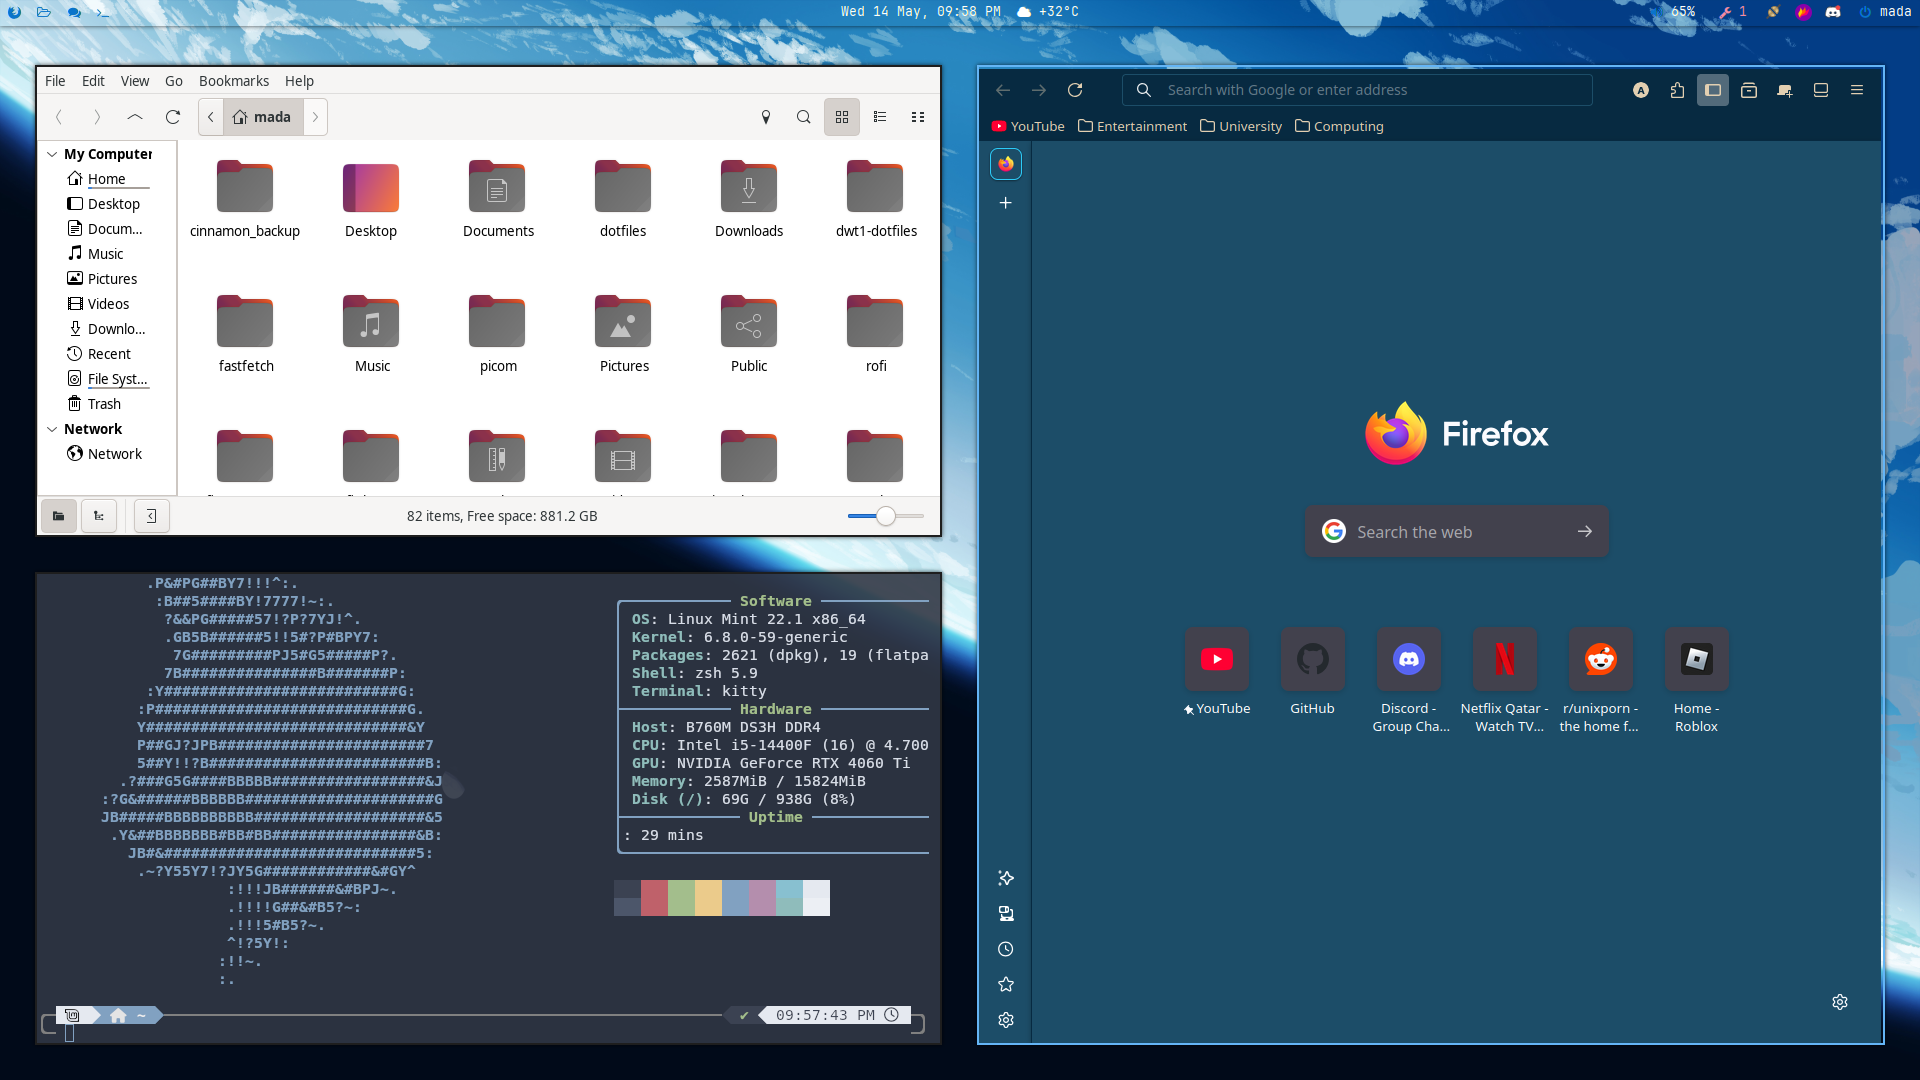 Wed 14 May, 09:58 PM +32°C
65% 1 mada
File Edit View Go Bookmarks Help
mada
My Computer
Home
Desktop
Docum...
Music
Pictures
Videos
Downlo...
Recent
File Syst...
Trash
Network
Network
cinnamon_backup Desktop Documents dotfiles Downloads dwt1-dotfiles
fastfetch Music picom Pictures Public rofi
82 items, Free space: 881.2 GB
.P&#PG##BY7!!!^:.
:B##5####BY!7777!~:.
?&&PG#####57!?P?7YJ!^.
.GB5B######5!!5#?P#BPY7:
7G#########PJ5#G5#####P?.
7B###############B#######P:
:Y##########################G:
:P############################G.
Y#############################&Y
P##GJ?JPB#######################7
5##Y!!?B########################B:
.?###G5G####BBBBB#################&J
:?G&######BBBBBB#####################G
JB#####BBBBBBBBBB###################&5
.Y&##BBBBBBB#BB#BB################&B:
JB#&############################5:
.~?Y55Y7!?JY5G############&#GY^
:!!!JB######&#BPJ~.
.!!!!G##&#B5?~:
.!!!5#B5?~.
^!?5Y!:
:!!~.
:.
Software
OS: Linux Mint 22.1 x86_64
Kernel: 6.8.0-59-generic
Packages: 2621 (dpkg), 19 (flatpa
Shell: zsh 5.9
Terminal: kitty
Hardware
Host: B760M DS3H DDR4
CPU: Intel i5-14400F (16) @ 4.700
GPU: NVIDIA GeForce RTX 4060 Ti
Memory: 2587MiB / 15824MiB
Disk (/): 69G / 938G (8%)
Uptime
: 29 mins
~ ✔ 09:57:43 PM
Search with Google or enter address
A
YouTube Entertainment University Computing
Firefox
Search the web
YouTube
GitHub
Discord -
Group Cha...
Netflix Qatar -
Watch TV...
r/unixporn -
the home f...
Home -
Roblox